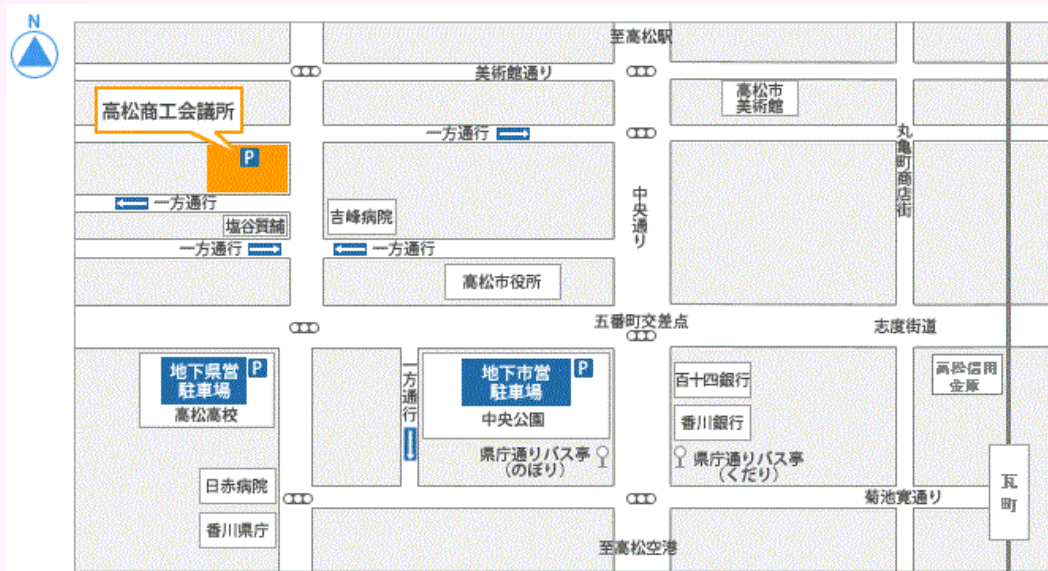 N
至高松駅
美術館通り
高松市
美術館
高松商工会議所
P
一方通行
丸亀町商店街
中央通り
一方通行
吉峰病院
塩谷質舗
一方通行
一方通行
高松市役所
五番町交差点
志度街道
地下県営
駐車場
P
高松高校
一方通行
地下市営
駐車場
P
中央公園
百十四銀行
高松信用
金庫
香川銀行
県庁通りバス亭
(のぼり)
県庁通りバス亭
(くだり)
日赤病院
菊池寛通り
瓦町
香川県庁
至高松空港